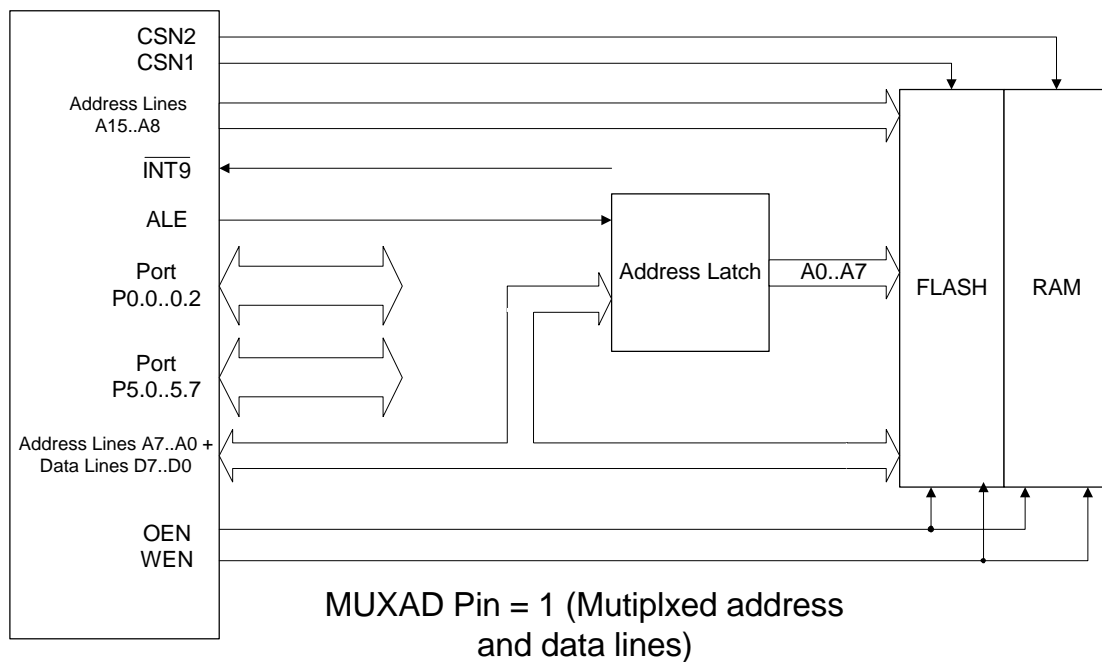 CSN2
CSN1
Address Lines
A15..A8
INT9
ALE
Port
P0.0..0.2
Port
P5.0..5.7
Address Lines A7..A0 +
Data Lines D7..D0
OEN
WEN
Address Latch
A0..A7
FLASH
RAM
MUXAD Pin = 1 (Mutiplxed address
and data lines)